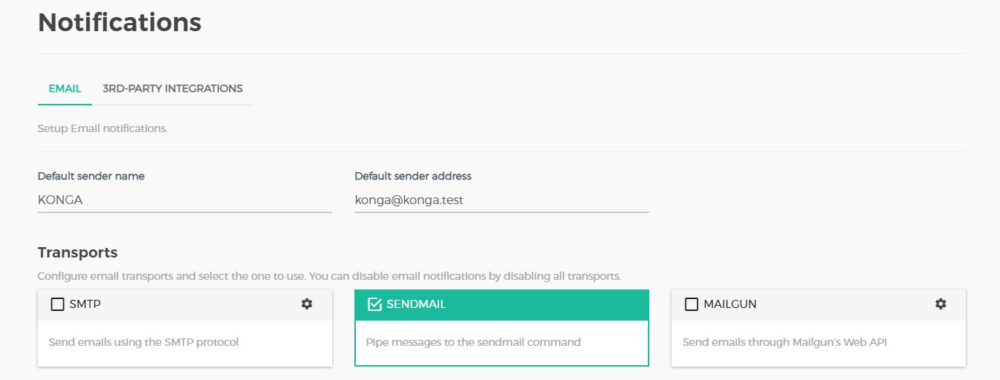 Notifications
EMAIL 3RD-PARTY INTEGRATIONS
Setup Email notifications.
Default sender name Default sender address
KONGA konga@konga.test
Transports
Configure email transports and select the one to use. You can disable email notifications by disabling all transports.
SMTP SENDMAIL MAILGUN
Send emails using the SMTP protocol Pipe messages to the sendmail command Send emails through Mailgun's Web API